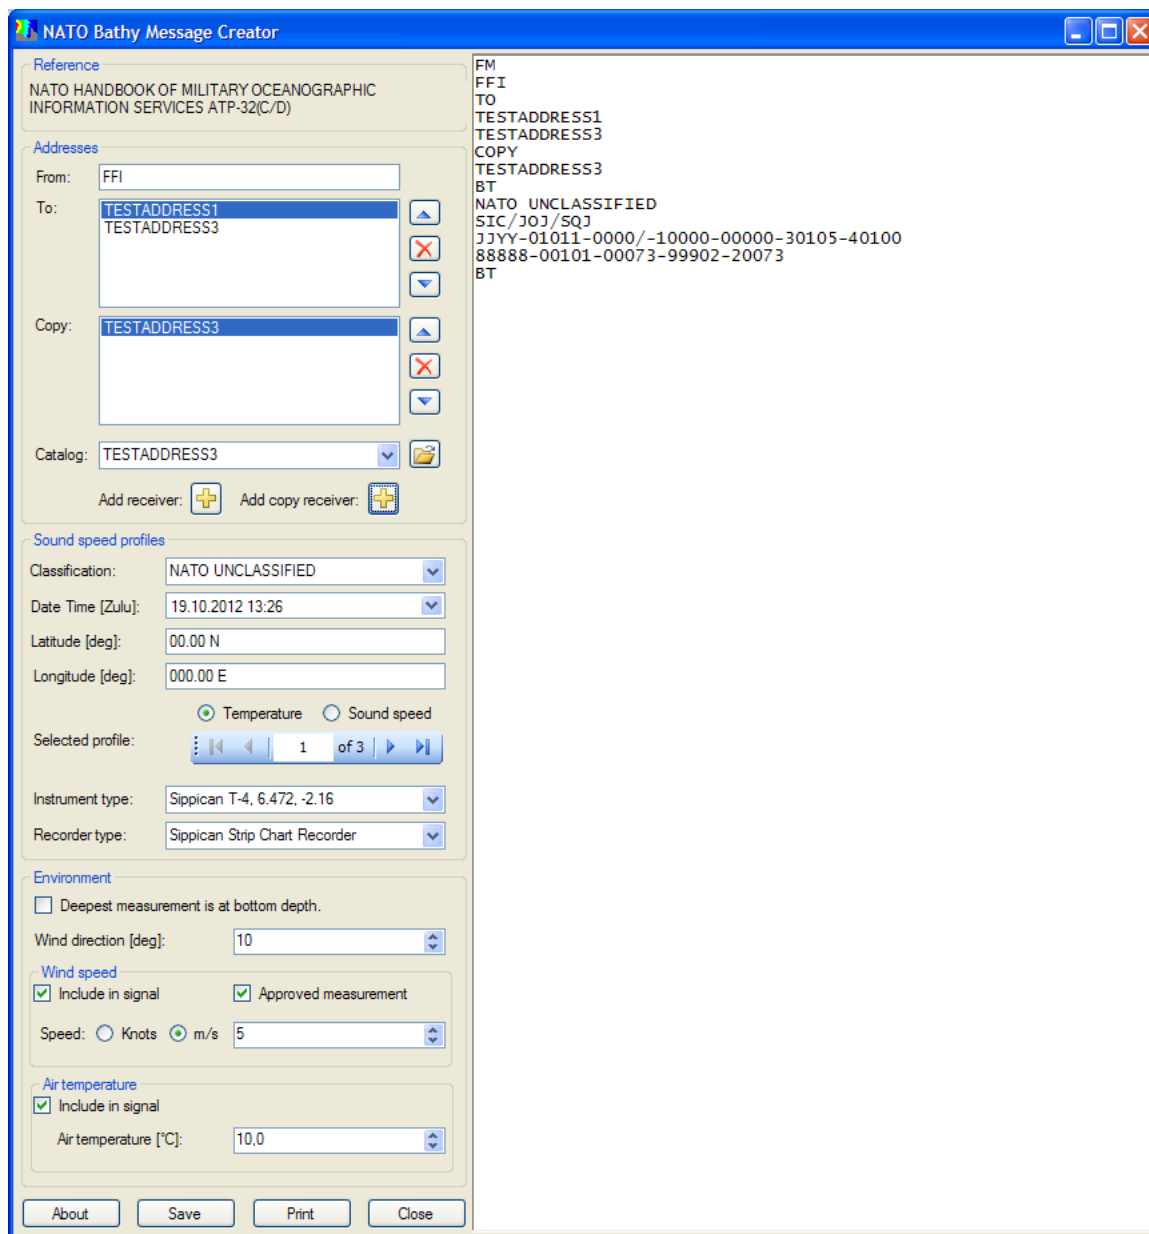 NATO Bathy Message Creator
Reference
NATO HANDBOOK OF MILITARY OCEANOGRAPHIC
INFORMATION SERVICES ATP-32(C/D)
Addresses
From: FFI
To: TESTADDRESS1
TESTADDRESS3
Copy: TESTADDRESS3
Catalog: TESTADDRESS3
Add receiver: Add copy receiver:
Sound speed profiles
Classification: NATO UNCLASSIFIED
Date Time [Zulu]: 19.10.2012 13:26
Latitude [deg]: 00.00 N
Longitude [deg]: 000.00 E
Temperature Sound speed
Selected profile: 1 of 3
Instrument type: Sippican T-4, 6.472, -2.16
Recorder type: Sippican Strip Chart Recorder
Environment
Deepest measurement is at bottom depth.
Wind direction [deg]: 10
Wind speed
Include in signal Approved measurement
Speed: Knots m/s 5
Air temperature
Include in signal
Air temperature [°C]: 10,0
About Save Print Close
FM
FFI
TO
TESTADDRESS1
TESTADDRESS3
COPY
TESTADDRESS3
BT
NATO UNCLASSIFIED
SIC/JOJ/SQJ
JJYY-01011-0000/-10000-00000-30105-40100
88888-00101-00073-99902-20073
BT